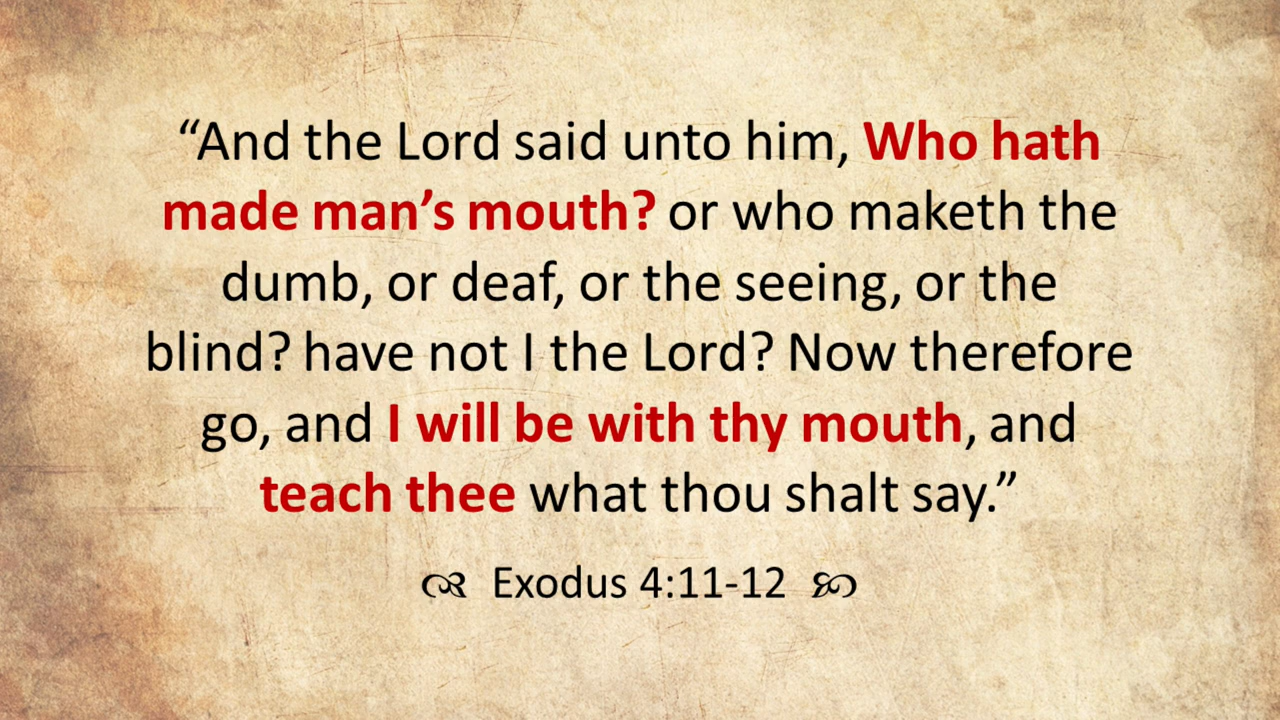 “And the Lord said unto him, Who hath
made man’s mouth? or who maketh the
dumb, or deaf, or the seeing, or the
blind? have not I the Lord? Now therefore
go, and I will be with thy mouth, and
teach thee what thou shalt say.”
Exodus 4:11-12